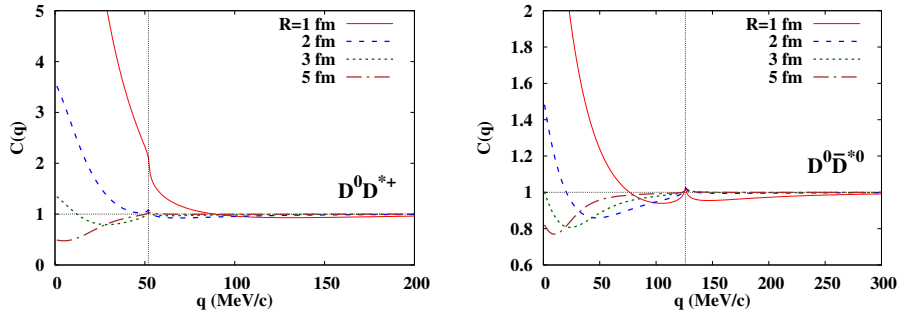 R=1 fm
2 fm
3 fm
5 fm
C(q)
5
4
3
2
1
0
D⁰D*⁺
0 50 100 150 200
q (MeV/c)
R=1 fm
2 fm
3 fm
5 fm
C(q)
2
1.8
1.6
1.4
1.2
1
0.8
0.6
D⁰D̄*⁰
0 50 100 150 200 250 300
q (MeV/c)